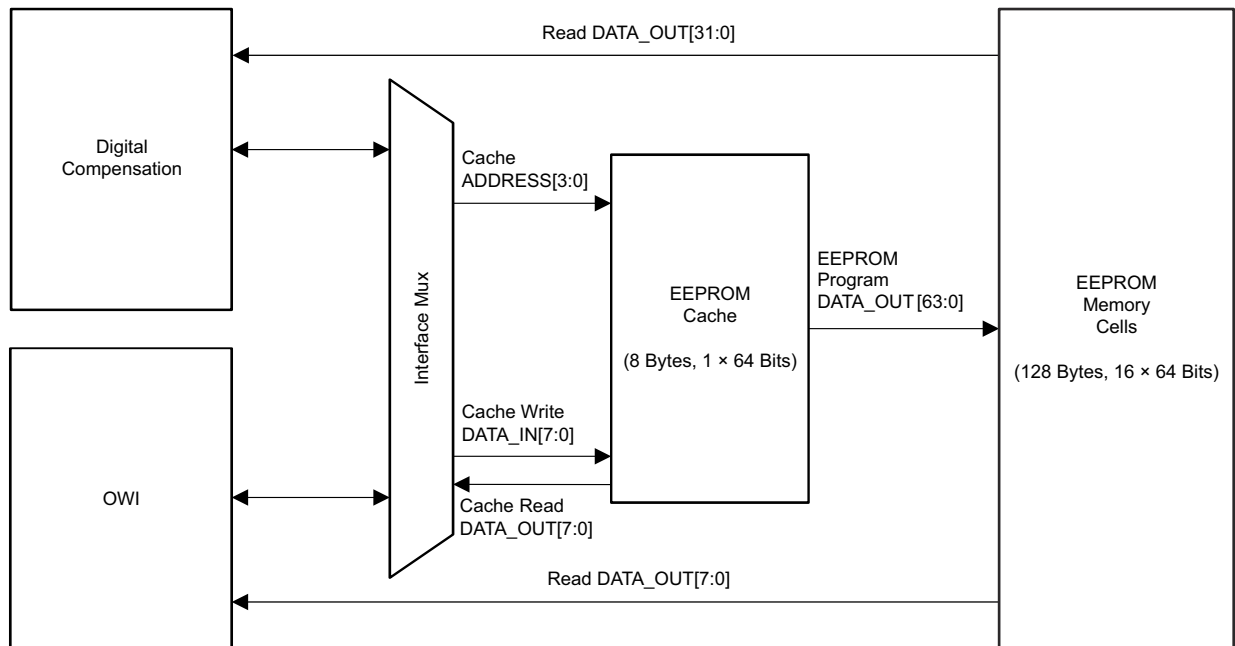 Read DATA_OUT[31:0]
Digital
Compensation
Cache
ADDRESS[3:0]
Interface Mux
EEPROM
Cache
(8 Bytes, 1 × 64 Bits)
EEPROM
Program
DATA_OUT[63:0]
EEPROM
Memory
Cells
(128 Bytes, 16 × 64 Bits)
Cache Write
DATA_IN[7:0]
OWI
Cache Read
DATA_OUT[7:0]
Read DATA_OUT[7:0]